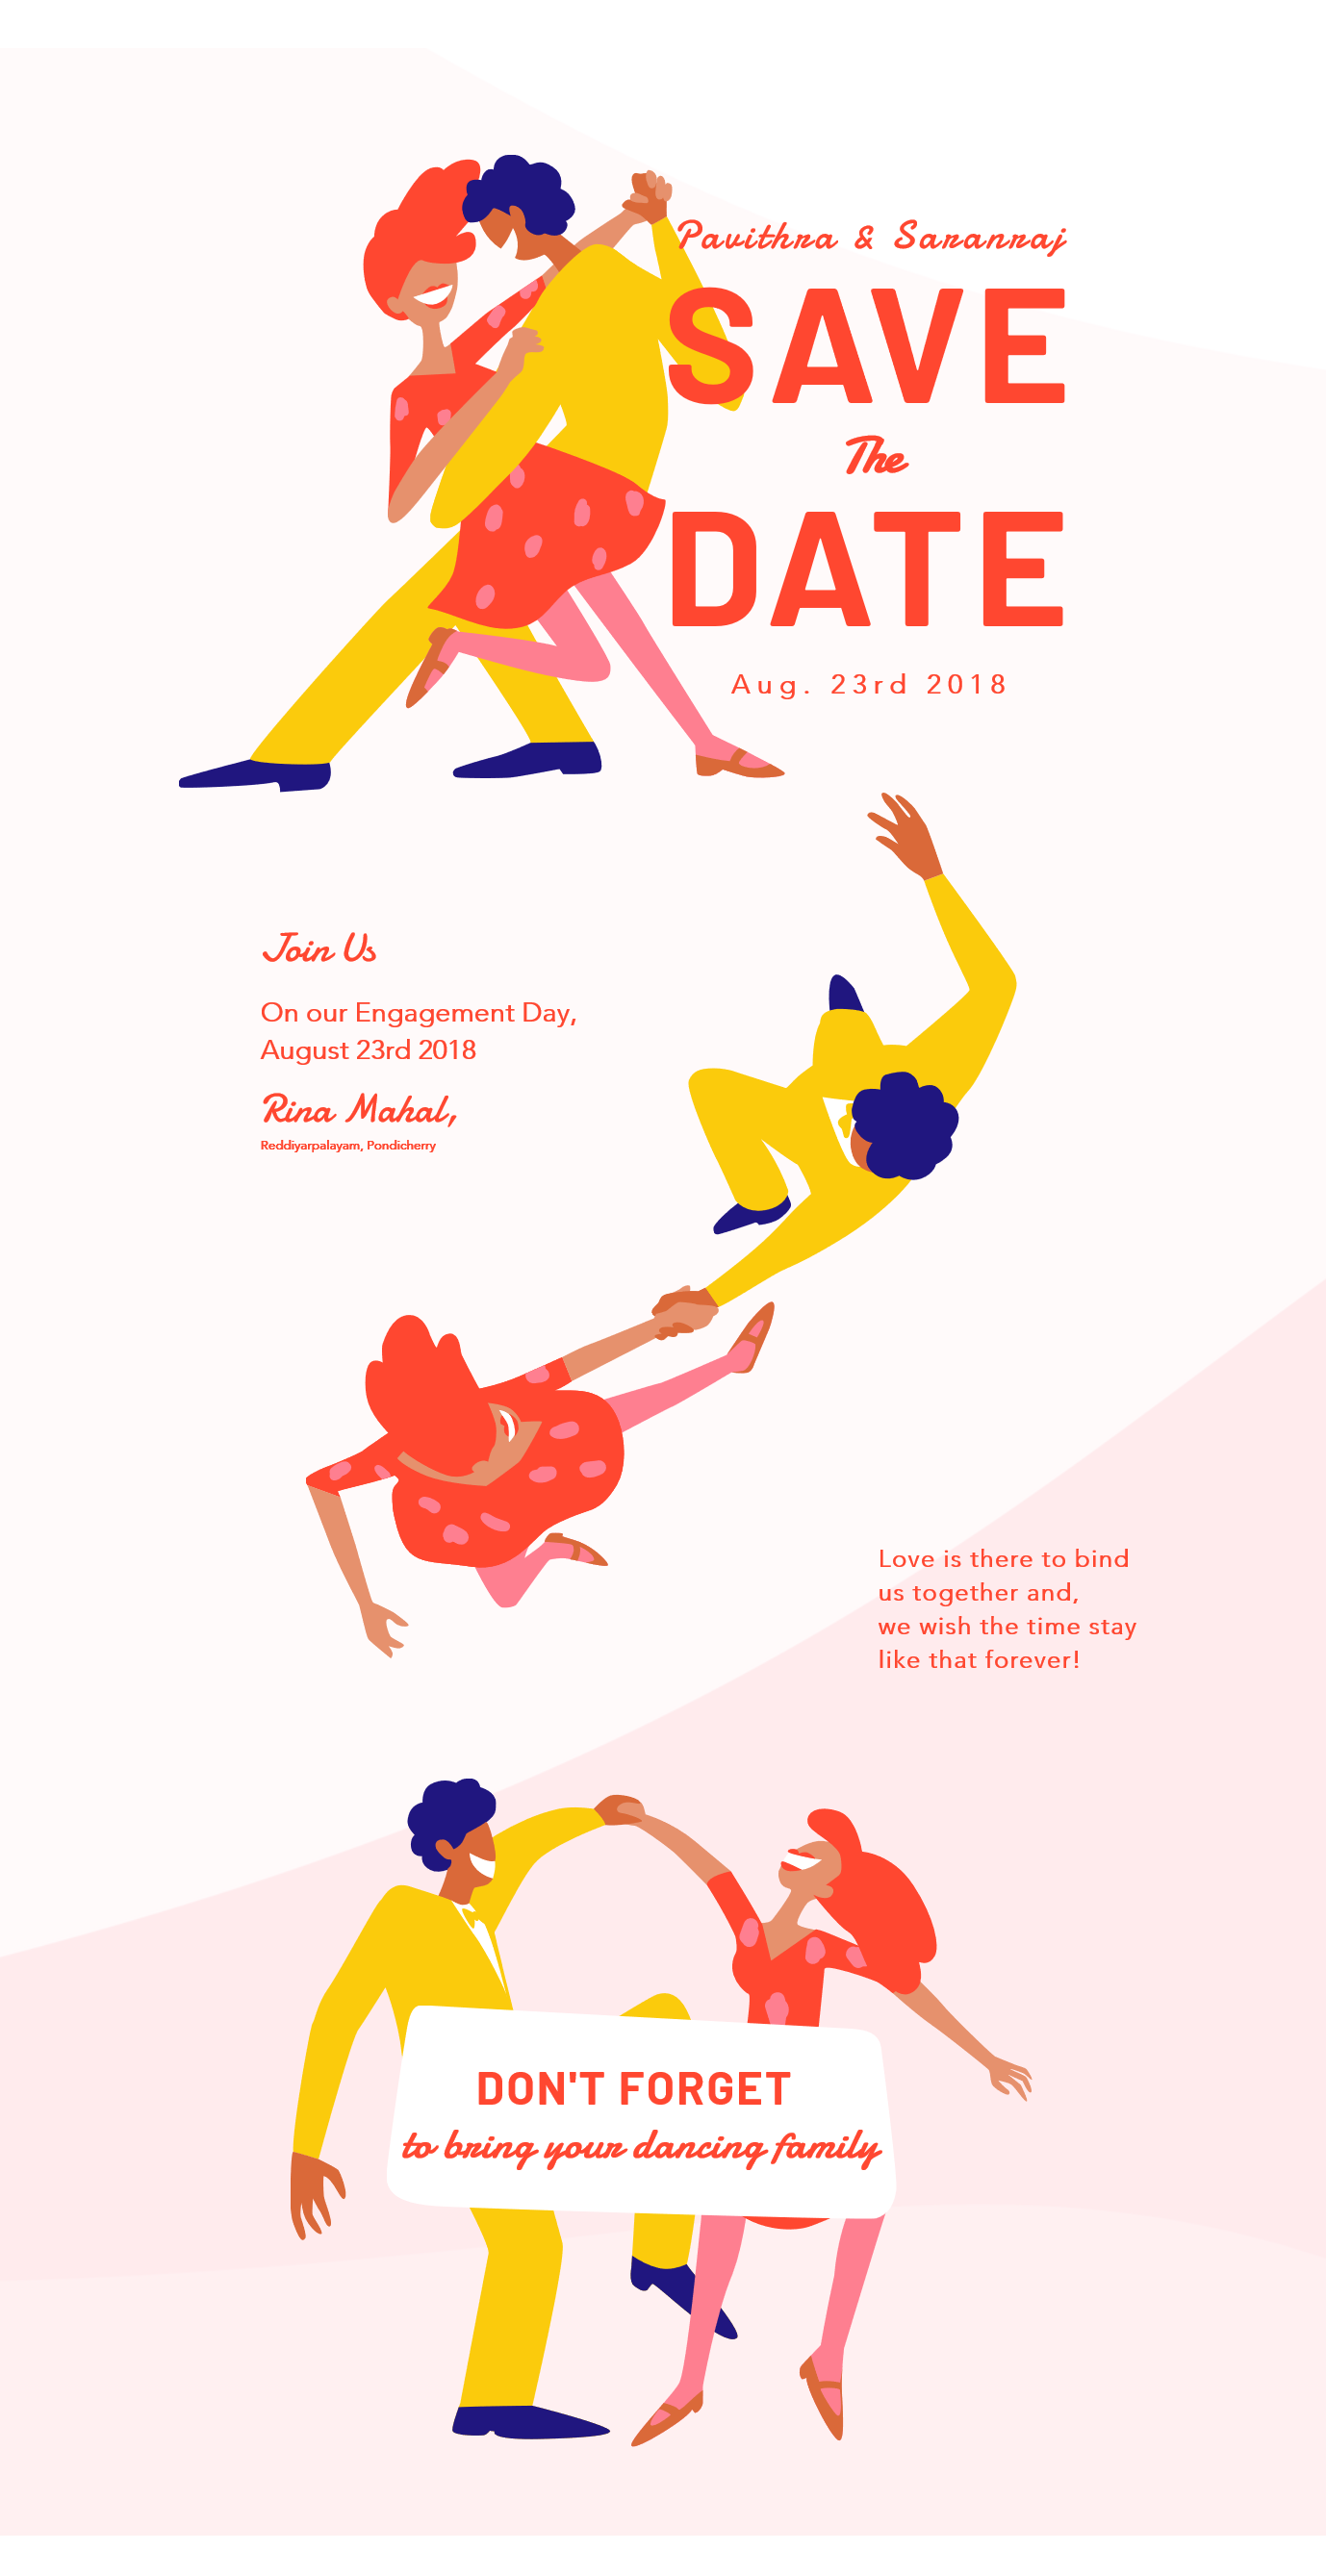 Pavithra & Saranraj
SAVE
The
DATE
Aug. 23rd 2018
Join Us
On our Engagement Day,
August 23rd 2018
Rina Mahal,
Reddiyarpalayam, Pondicherry
Love is there to bind
us together and,
we wish the time stay
like that forever!
DON'T FORGET
to bring your dancing family